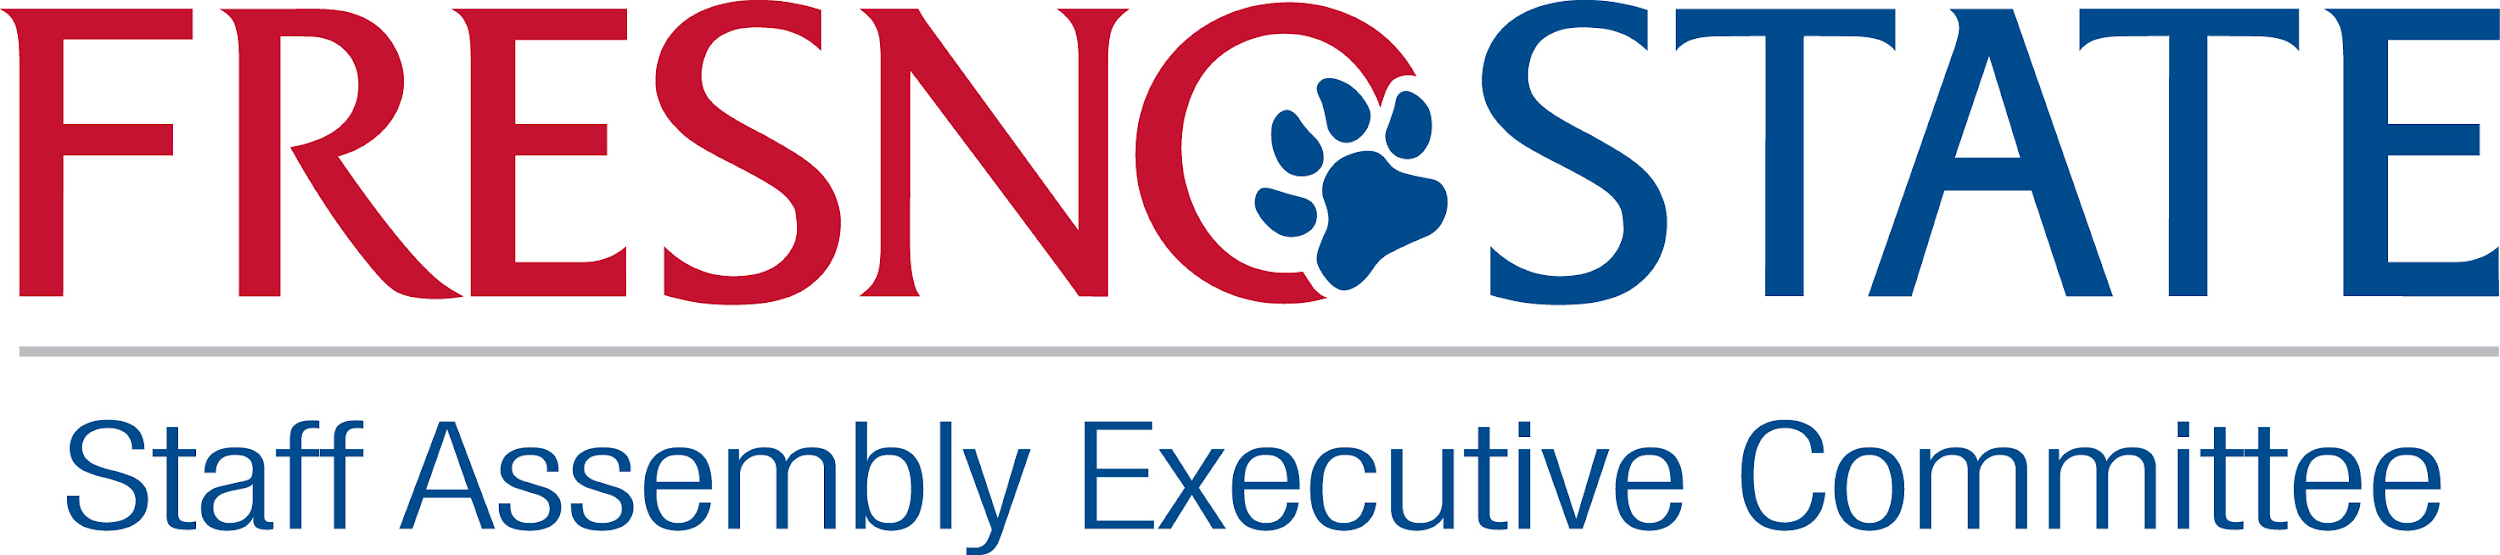 FRESNO STATE
Staff Assembly Executive Committee